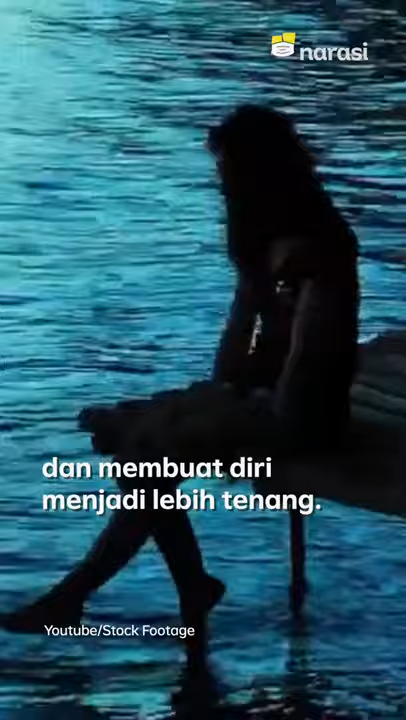 narasi
dan membuat diri
menjadi lebih tenang.
Youtube/Stock Footage